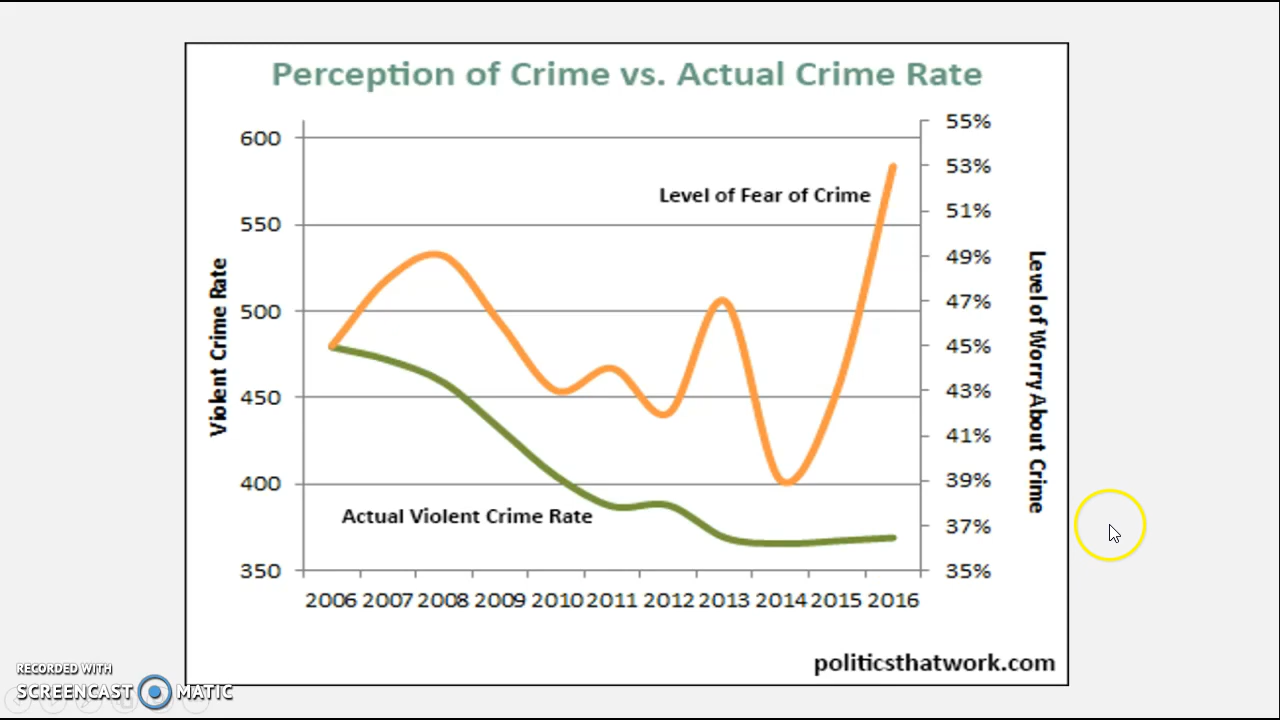 Perception of Crime vs. Actual Crime Rate
600
550
500
450
400
350
Violent Crime Rate
55%
53%
51%
49%
47%
45%
43%
41%
39%
37%
35%
Level of Worry About Crime
Level of Fear of Crime
Actual Violent Crime Rate
2006 2007 2008 2009 2010 2011 2012 2013 2014 2015 2016
politicsthatwork.com
RECORDED WITH
SCREENCAST MATIC